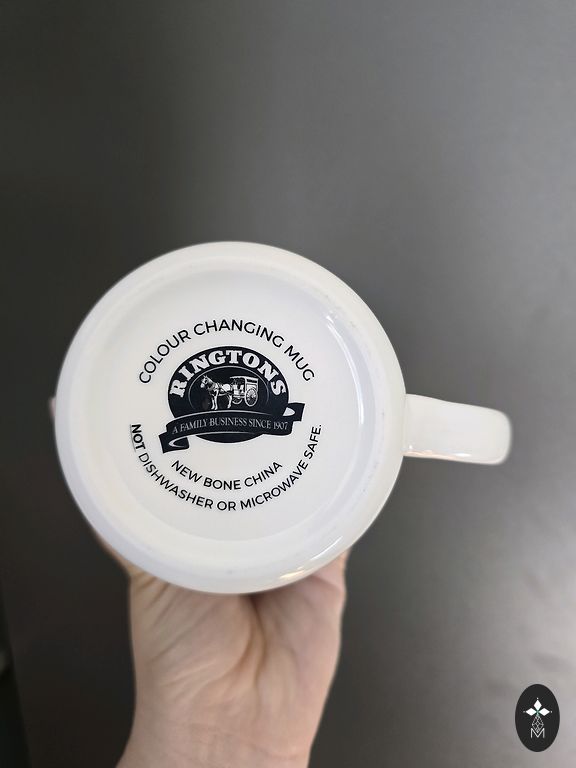 COLOUR CHANGING MUG
RINGTONS
A FAMILY BUSINESS SINCE 1907
NEW BONE CHINA
NOT DISHWASHER OR MICROWAVE SAFE.
M